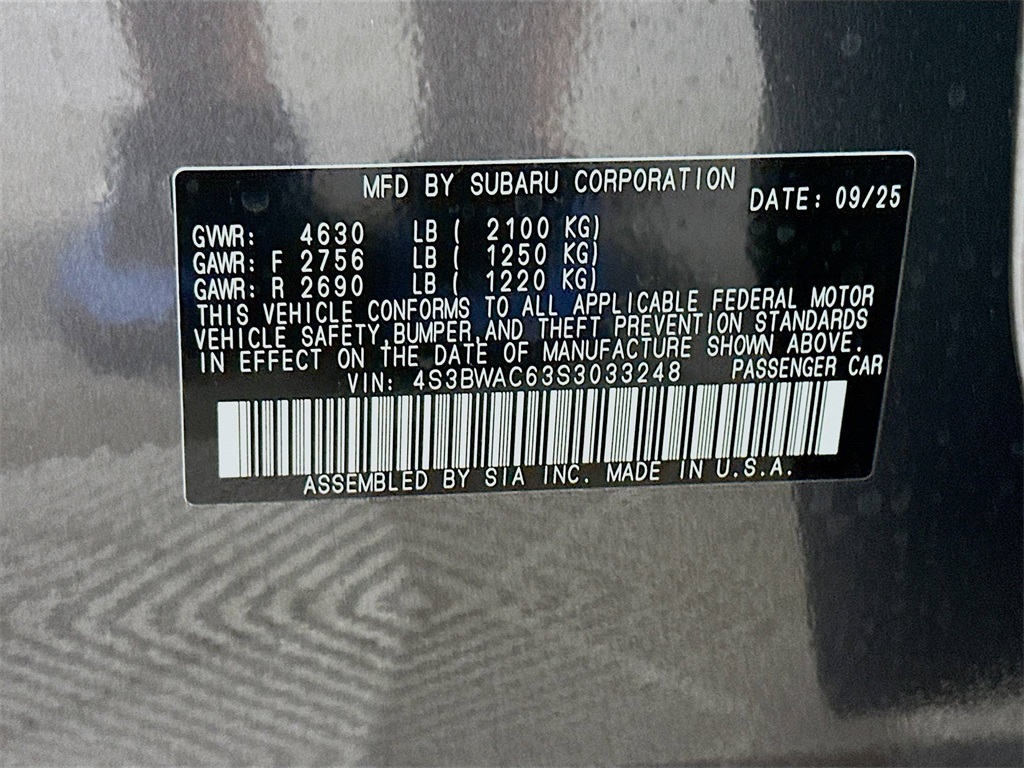 MFD BY SUBARU CORPORATION DATE: 09/25
GVWR: 4630 LB ( 2100 KG)
GAWR: F 2756 LB ( 1250 KG)
GAWR: R 2690 LB ( 1220 KG)
THIS VEHICLE CONFORMS TO ALL APPLICABLE FEDERAL MOTOR
VEHICLE SAFETY,BUMPER,AND THEFT PREVENTION STANDARDS
IN EFFECT ON THE DATE OF MANUFACTURE SHOWN ABOVE.
VIN: 4S3BWAC63S3033248 PASSENGER CAR
ASSEMBLED BY SIA INC. MADE IN U.S.A.